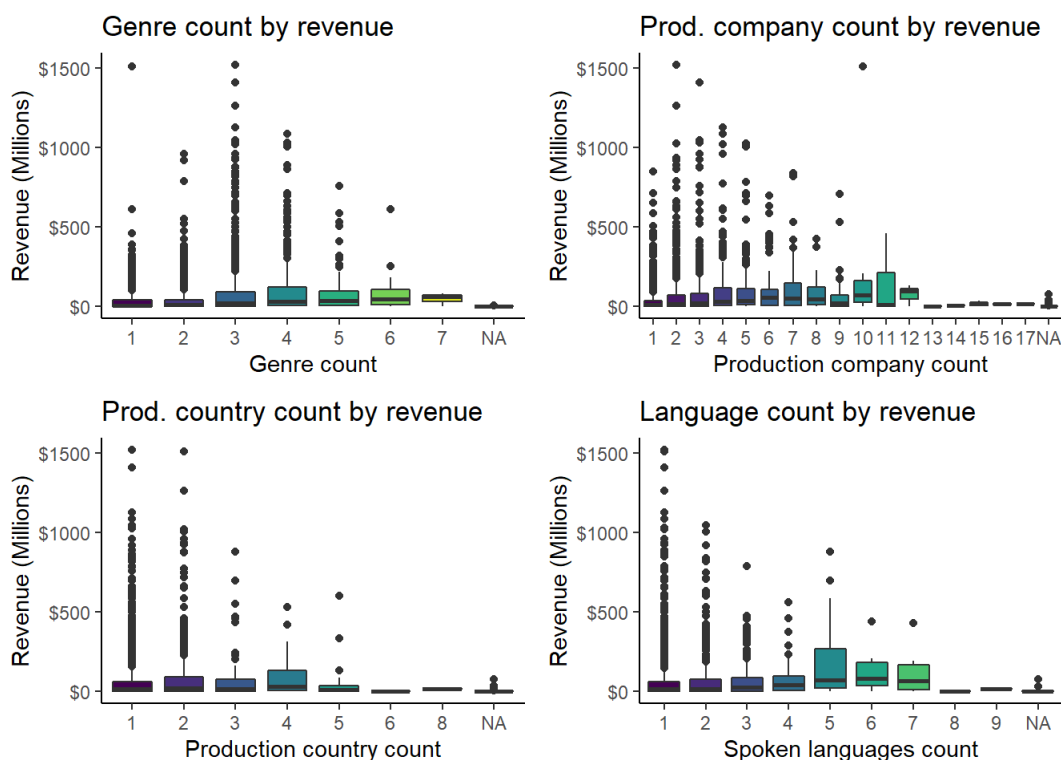 Genre count by revenue
Revenue (Millions)
$1500
$1000
$500
$0
1 2 3 4 5 6 7 NA
Genre count
Prod. company count by revenue
Revenue (Millions)
$1500
$1000
$500
$0
1 2 3 4 5 6 7 8 9 10 11 12 13 14 15 16 17 NA
Production company count
Prod. country count by revenue
Revenue (Millions)
$1500
$1000
$500
$0
1 2 3 4 5 6 8 NA
Production country count
Language count by revenue
Revenue (Millions)
$1500
$1000
$500
$0
1 2 3 4 5 6 7 8 9 NA
Spoken languages count